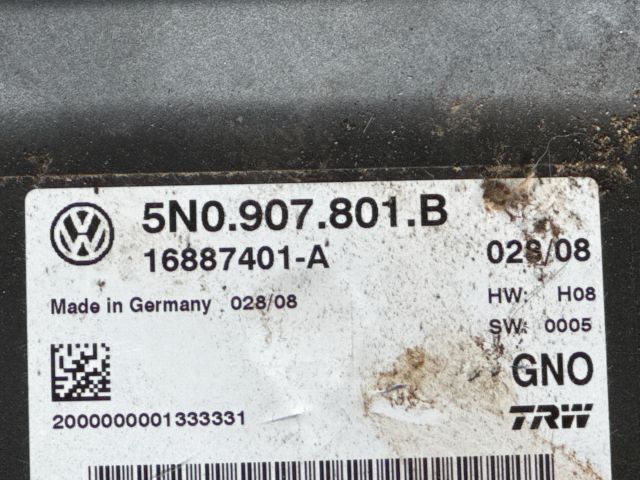 5N0.907.801.B
16887401-A 028/08
Made in Germany 028/08 HW: H08
SW: 0005
GNO
2000000001333331 TRW